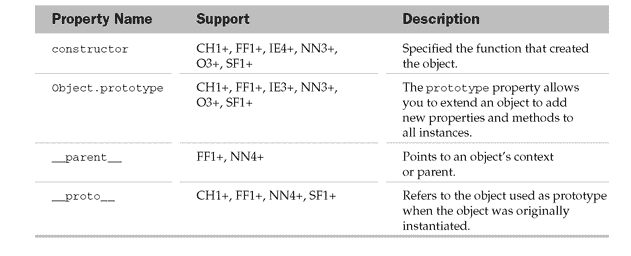 Property Name Support Description
constructor CH1+, FF1+, IE4+, NN3+, Specified the function that created
O3+, SF1+ the object.
Object.prototype CH1+, FF1+, IE3+, NN3+, The prototype property allows
O3+, SF1+ you to extend an object to add
new properties and methods to
all instances.
__parent__ FF1+, NN4+ Points to an object's context
or parent.
__proto__ CH1+, FF1+, NN4+, SF1+ Refers to the object used as prototype
when the object was originally
instantiated.